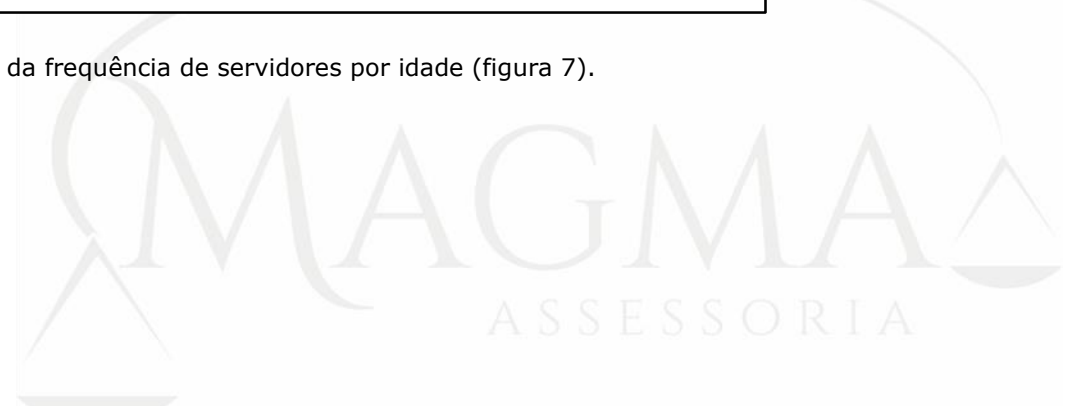 da frequência de servidores por idade (figura 7).
MAGMA
ASSESSORIA